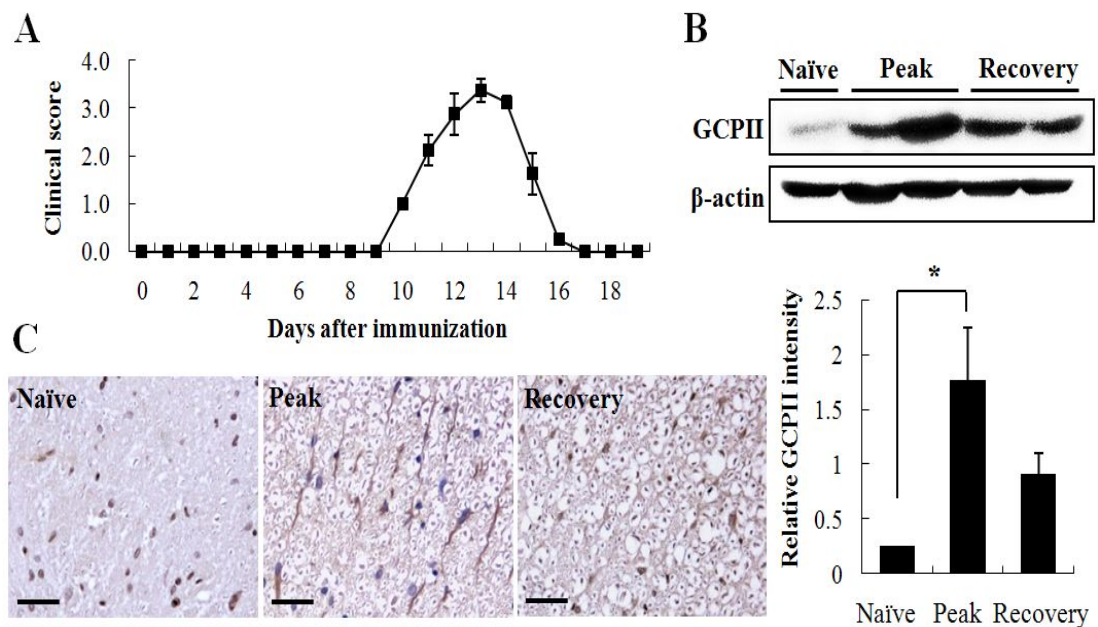 A
Clinical score
4.0
3.0
2.0
1.0
0.0
0 2 4 6 8 10 12 14 16 18
Days after immunization
B
Naïve Peak Recovery
GCPII
β-actin
*
Relative GCPII intensity
2.5
2
1.5
1
0.5
0
Naïve Peak Recovery
C
Naïve
Peak
Recovery